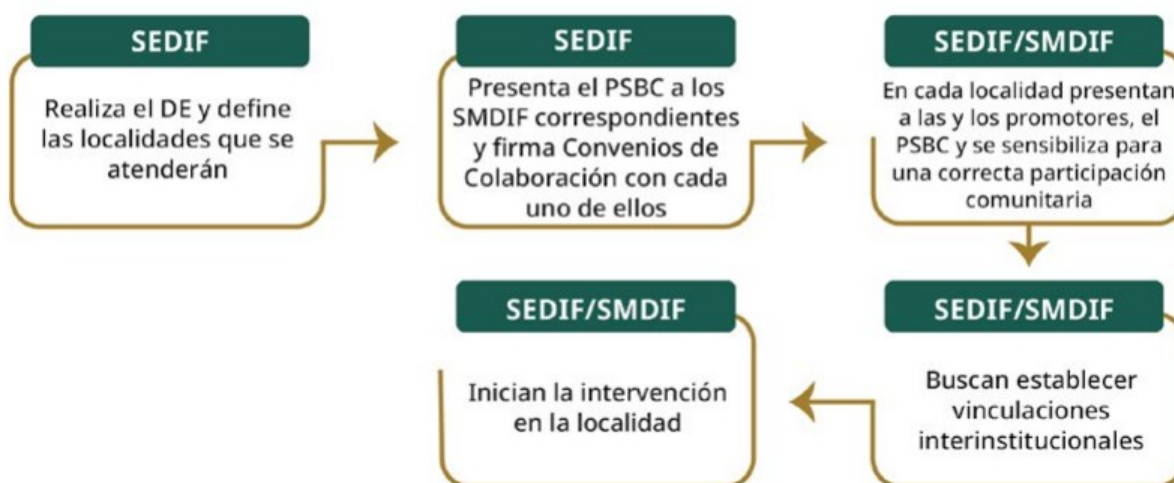 SEDIF
Realiza el DE y define
las localidades que se
atenderán
SEDIF
Presenta el PSBC a los
SMDIF correspondientes
y firma Convenios de
Colaboración con cada
uno de ellos
SEDIF/SMDIF
En cada localidad presentan
a las y los promotores, el
PSBC y se sensibiliza para
una correcta participación
comunitaria
SEDIF/SMDIF
Buscan establecer
vinculaciones
interinstitucionales
SEDIF/SMDIF
Inician la intervención
en la localidad